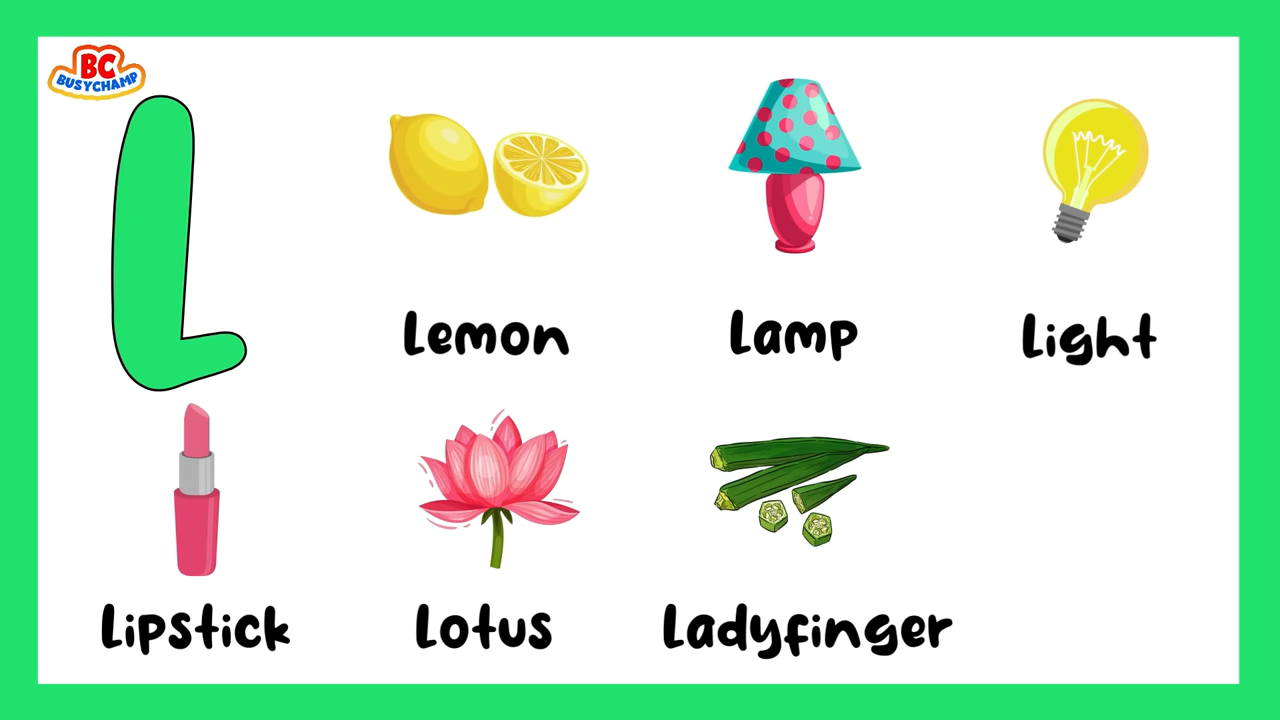 BC
BUSYCHAMP
L
Lemon
Lamp
Light
Lipstick
Lotus
Ladyfinger